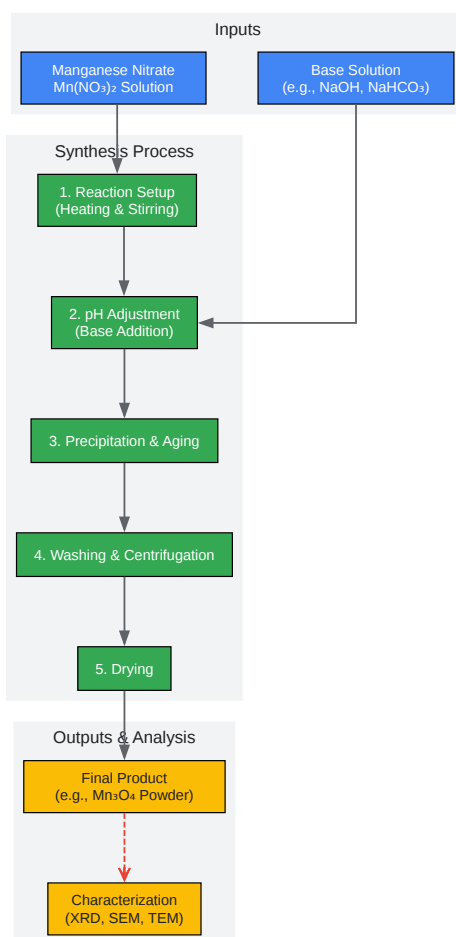 Inputs
Manganese Nitrate
Mn(NO₃)₂ Solution
Base Solution
(e.g., NaOH, NaHCO₃)
Synthesis Process
1. Reaction Setup
(Heating & Stirring)
2. pH Adjustment
(Base Addition)
3. Precipitation & Aging
4. Washing & Centrifugation
5. Drying
Outputs & Analysis
Final Product
(e.g., Mn₃O₄ Powder)
Characterization
(XRD, SEM, TEM)